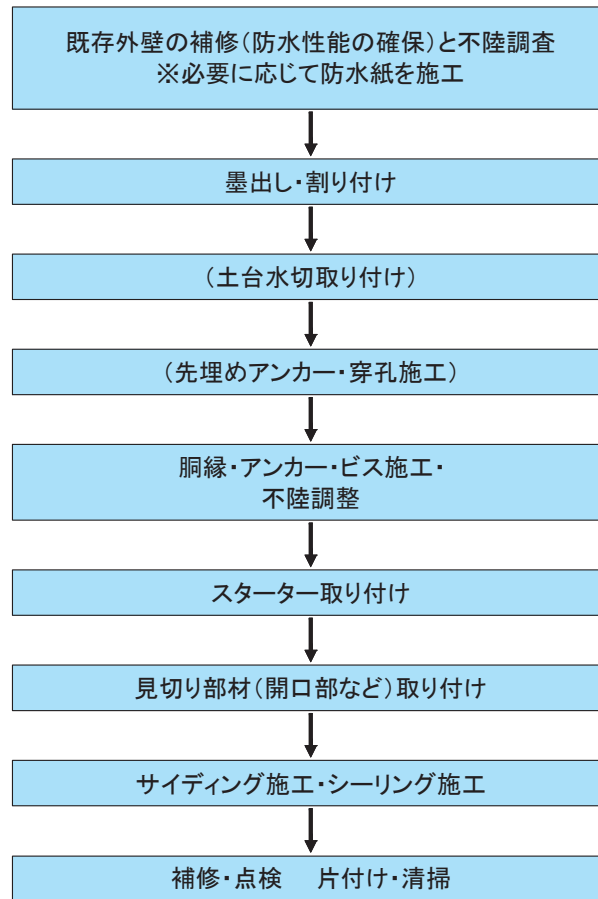 既存外壁の補修(防水性能の確保)と不陸調査
※必要に応じて防水紙を施工
墨出し・割り付け
(土台水切取り付け)
(先埋めアンカー・穿孔施工)
胴縁・アンカー・ビス施工・
不陸調整
スターター取り付け
見切り部材(開口部など)取り付け
サイディング施工・シーリング施工
補修・点検　片付け・清掃